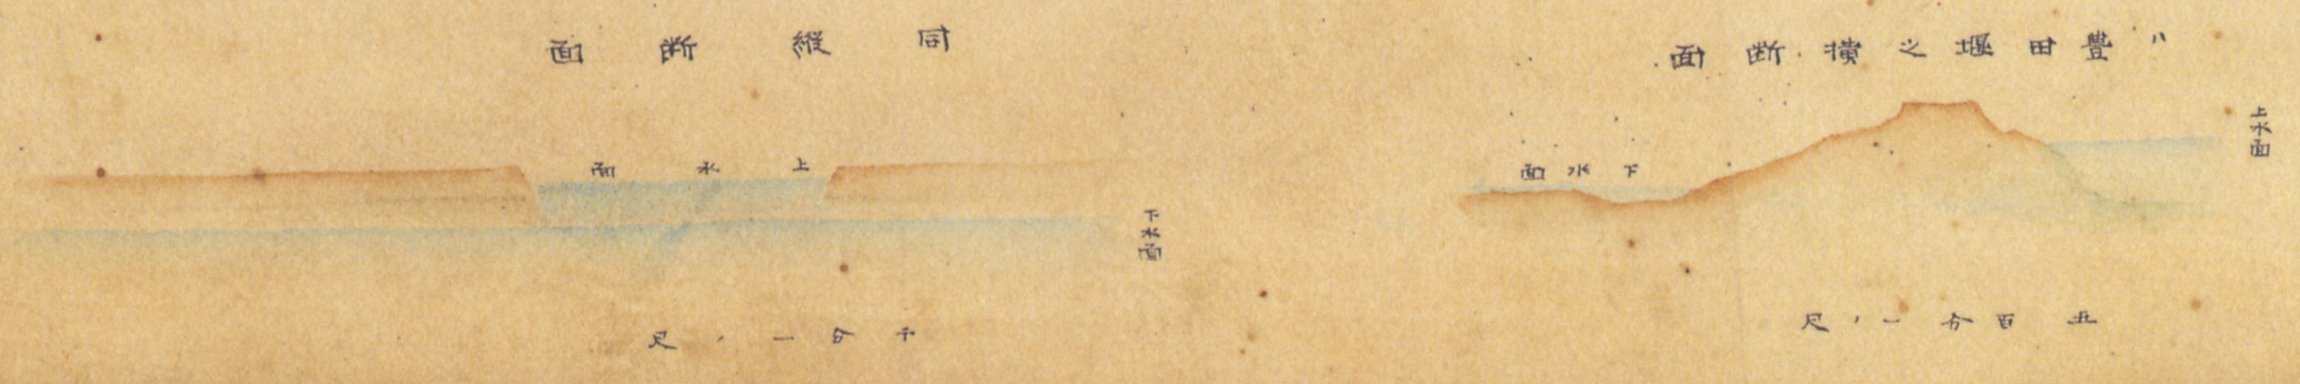 八豊田堰之横断面
上水面
下水面
五百分一ノ尺
同縦断面
上水面
下水面
千分一ノ尺